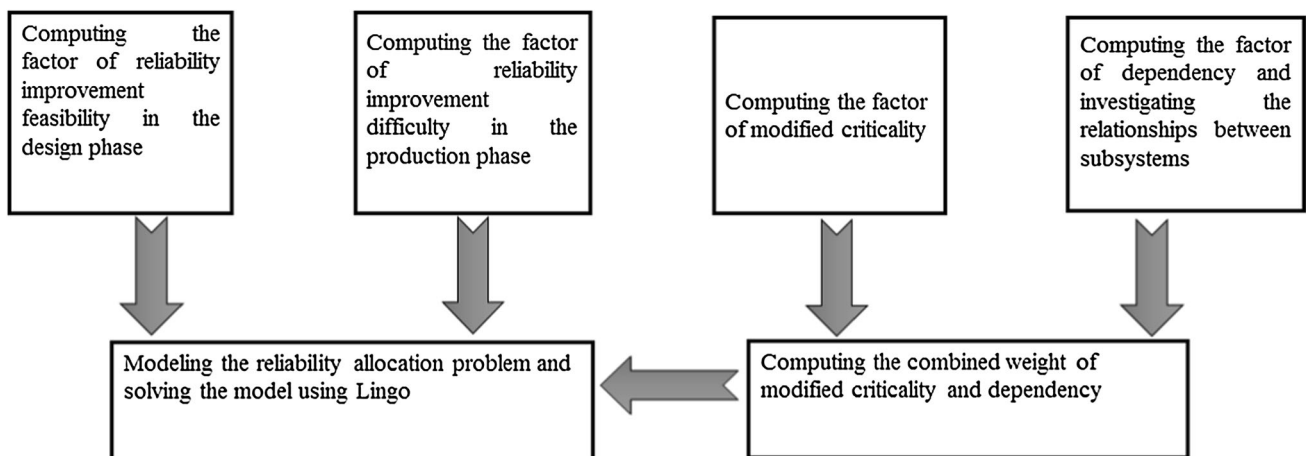 Computing the
factor of reliability
improvement
feasibility in the
design phase
Computing the factor
of reliability
improvement
difficulty in the
production phase
Computing the factor
of modified criticality
Computing the factor
of dependency and
investigating the
relationships between
subsystems
Modeling the reliability allocation problem and
solving the model using Lingo
Computing the combined weight of
modified criticality and dependency